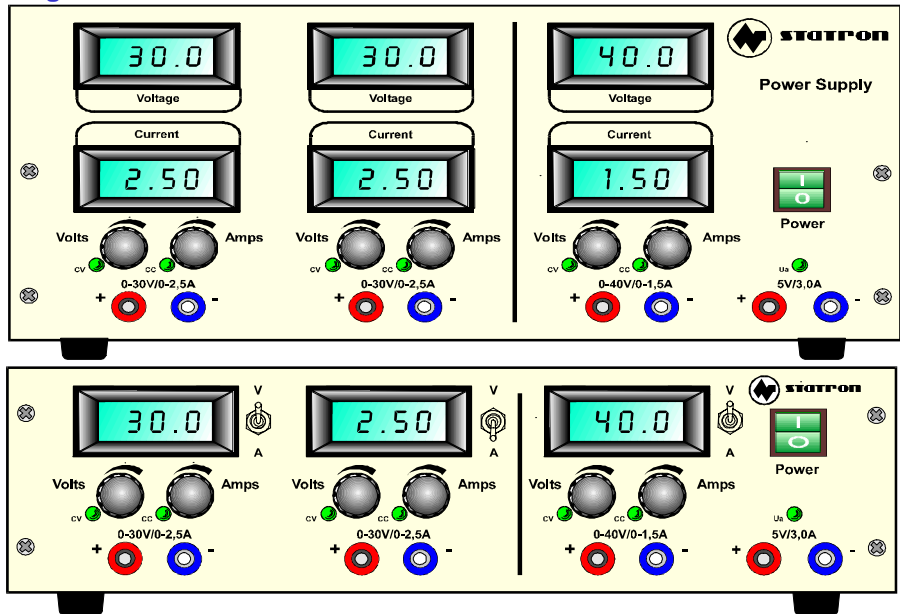 30.0 30.0 40.0 STATRON
Voltage Voltage Voltage Power Supply
Current Current Current
2.50 2.50 1.50
I
O
Power
Volts Amps Volts Amps Volts Amps
CV CC CV CC CV CC Ua
0-30V/0-2,5A 0-30V/0-2,5A 0-40V/0-1,5A 5V/3,0A
+ - + - + - + -
V V V STATRON
30.0 2.50 40.0
I
O
A A A
Power
Volts Amps Volts Amps Volts Amps
CV CC CV CC CV CC Ua
0-30V/0-2,5A 0-30V/0-2,5A 0-40V/0-1,5A 5V/3,0A
+ - + - + - + -